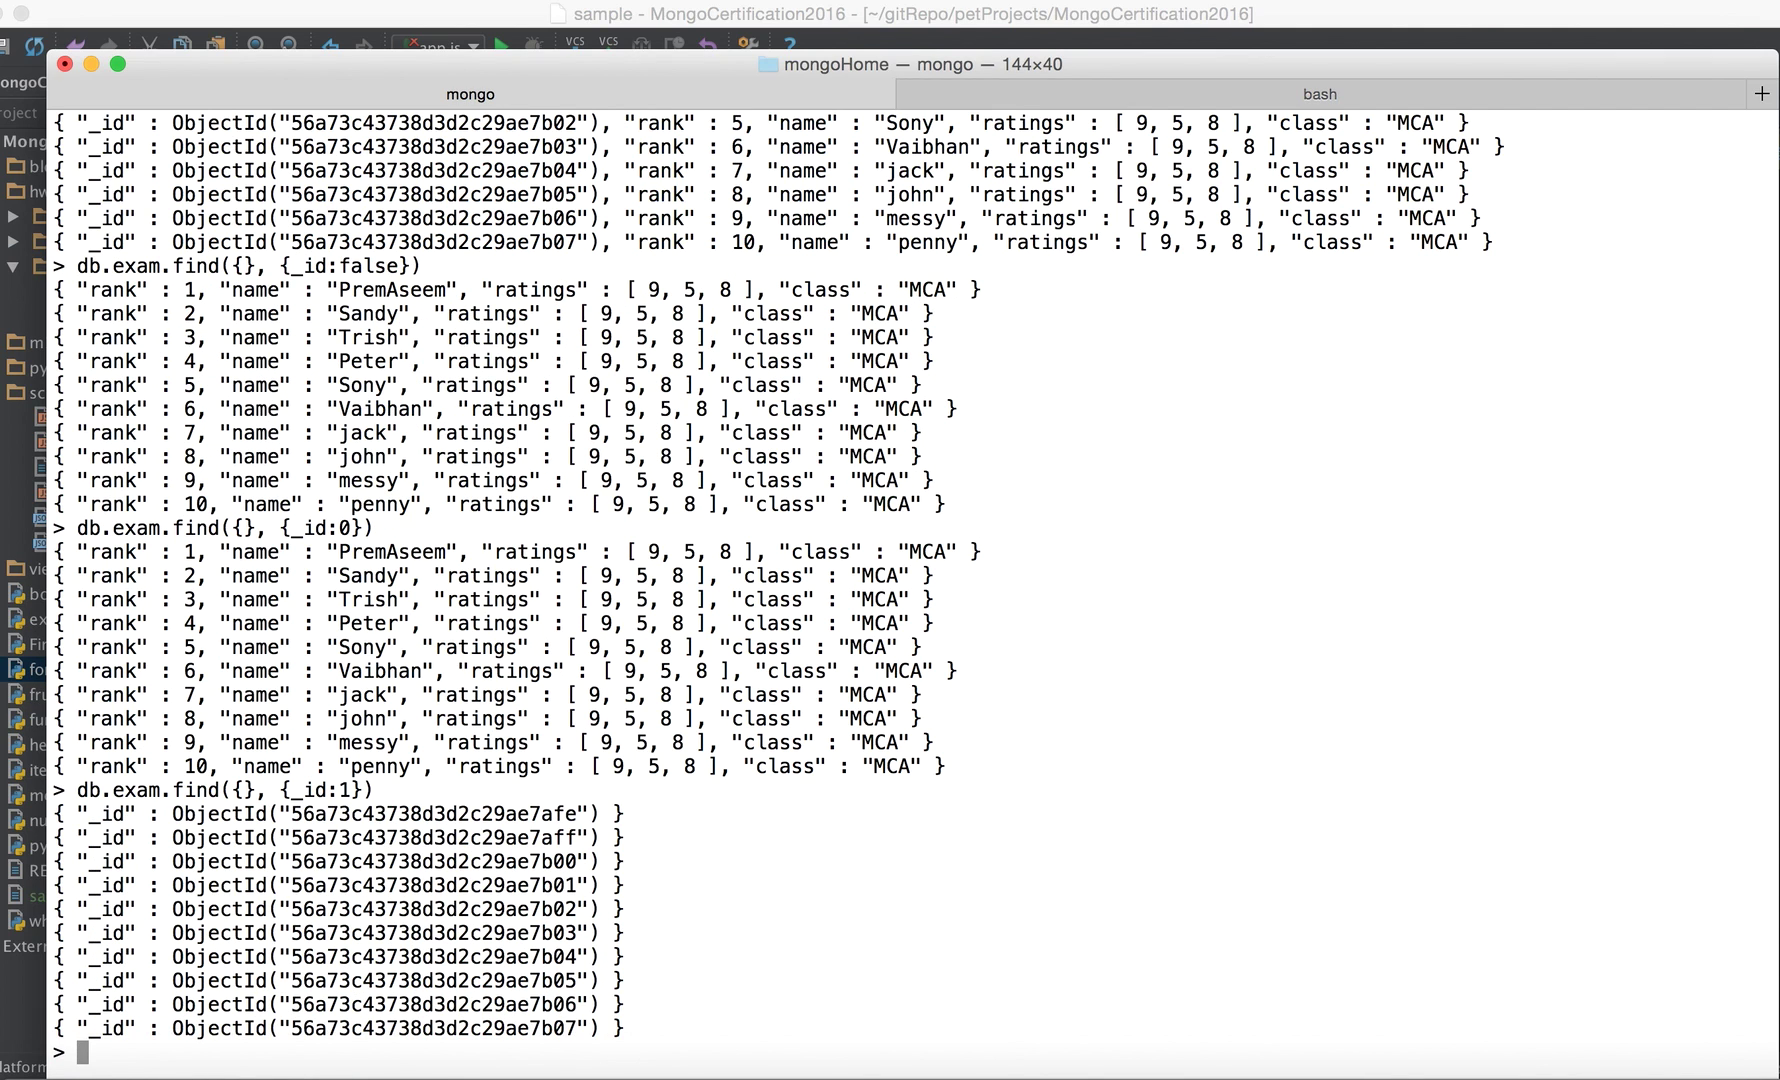 sample - MongoCertification2016 - [~/gitRepo/petProjects/MongoCertification2016]
app.js
VCS VCS
mongoHome — mongo — 144×40
mongo
bash
{ "_id" : ObjectId("56a73c43738d3d2c29ae7b02"), "rank" : 5, "name" : "Sony", "ratings" : [ 9, 5, 8 ], "class" : "MCA" }
{ "_id" : ObjectId("56a73c43738d3d2c29ae7b03"), "rank" : 6, "name" : "Vaibhan", "ratings" : [ 9, 5, 8 ], "class" : "MCA" }
{ "_id" : ObjectId("56a73c43738d3d2c29ae7b04"), "rank" : 7, "name" : "jack", "ratings" : [ 9, 5, 8 ], "class" : "MCA" }
{ "_id" : ObjectId("56a73c43738d3d2c29ae7b05"), "rank" : 8, "name" : "john", "ratings" : [ 9, 5, 8 ], "class" : "MCA" }
{ "_id" : ObjectId("56a73c43738d3d2c29ae7b06"), "rank" : 9, "name" : "messy", "ratings" : [ 9, 5, 8 ], "class" : "MCA" }
{ "_id" : ObjectId("56a73c43738d3d2c29ae7b07"), "rank" : 10, "name" : "penny", "ratings" : [ 9, 5, 8 ], "class" : "MCA" }
> db.exam.find({}, {_id:false})
{ "rank" : 1, "name" : "PremAseem", "ratings" : [ 9, 5, 8 ], "class" : "MCA" }
{ "rank" : 2, "name" : "Sandy", "ratings" : [ 9, 5, 8 ], "class" : "MCA" }
{ "rank" : 3, "name" : "Trish", "ratings" : [ 9, 5, 8 ], "class" : "MCA" }
{ "rank" : 4, "name" : "Peter", "ratings" : [ 9, 5, 8 ], "class" : "MCA" }
{ "rank" : 5, "name" : "Sony", "ratings" : [ 9, 5, 8 ], "class" : "MCA" }
{ "rank" : 6, "name" : "Vaibhan", "ratings" : [ 9, 5, 8 ], "class" : "MCA" }
{ "rank" : 7, "name" : "jack", "ratings" : [ 9, 5, 8 ], "class" : "MCA" }
{ "rank" : 8, "name" : "john", "ratings" : [ 9, 5, 8 ], "class" : "MCA" }
{ "rank" : 9, "name" : "messy", "ratings" : [ 9, 5, 8 ], "class" : "MCA" }
{ "rank" : 10, "name" : "penny", "ratings" : [ 9, 5, 8 ], "class" : "MCA" }
> db.exam.find({}, {_id:0})
{ "rank" : 1, "name" : "PremAseem", "ratings" : [ 9, 5, 8 ], "class" : "MCA" }
{ "rank" : 2, "name" : "Sandy", "ratings" : [ 9, 5, 8 ], "class" : "MCA" }
{ "rank" : 3, "name" : "Trish", "ratings" : [ 9, 5, 8 ], "class" : "MCA" }
{ "rank" : 4, "name" : "Peter", "ratings" : [ 9, 5, 8 ], "class" : "MCA" }
{ "rank" : 5, "name" : "Sony", "ratings" : [ 9, 5, 8 ], "class" : "MCA" }
{ "rank" : 6, "name" : "Vaibhan", "ratings" : [ 9, 5, 8 ], "class" : "MCA" }
{ "rank" : 7, "name" : "jack", "ratings" : [ 9, 5, 8 ], "class" : "MCA" }
{ "rank" : 8, "name" : "john", "ratings" : [ 9, 5, 8 ], "class" : "MCA" }
{ "rank" : 9, "name" : "messy", "ratings" : [ 9, 5, 8 ], "class" : "MCA" }
{ "rank" : 10, "name" : "penny", "ratings" : [ 9, 5, 8 ], "class" : "MCA" }
> db.exam.find({}, {_id:1})
{ "_id" : ObjectId("56a73c43738d3d2c29ae7afe") }
{ "_id" : ObjectId("56a73c43738d3d2c29ae7aff") }
{ "_id" : ObjectId("56a73c43738d3d2c29ae7b00") }
{ "_id" : ObjectId("56a73c43738d3d2c29ae7b01") }
{ "_id" : ObjectId("56a73c43738d3d2c29ae7b02") }
{ "_id" : ObjectId("56a73c43738d3d2c29ae7b03") }
{ "_id" : ObjectId("56a73c43738d3d2c29ae7b04") }
{ "_id" : ObjectId("56a73c43738d3d2c29ae7b05") }
{ "_id" : ObjectId("56a73c43738d3d2c29ae7b06") }
{ "_id" : ObjectId("56a73c43738d3d2c29ae7b07") }
>